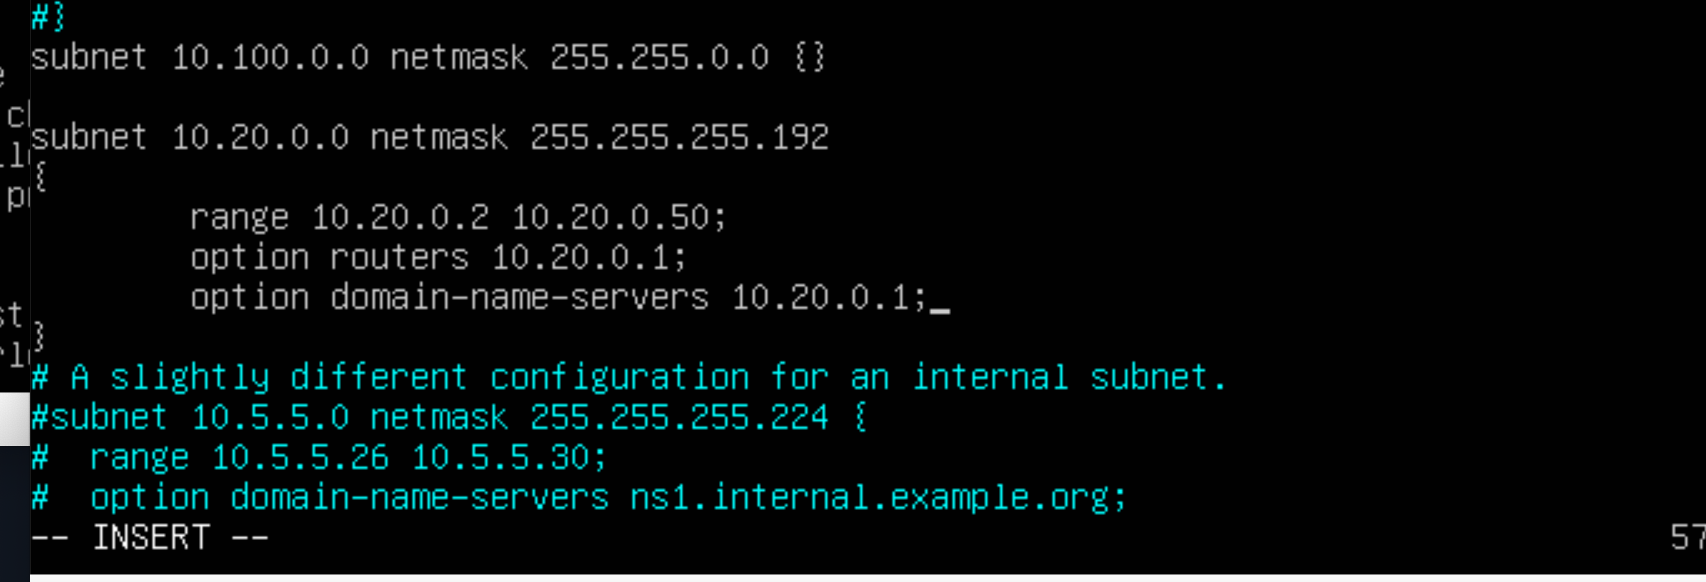 #}
subnet 10.100.0.0 netmask 255.255.0.0 {}
subnet 10.20.0.0 netmask 255.255.255.192
{
range 10.20.0.2 10.20.0.50;
option routers 10.20.0.1;
option domain-name-servers 10.20.0.1;_
}
# A slightly different configuration for an internal subnet.
#subnet 10.5.5.0 netmask 255.255.255.224 {
#  range 10.5.5.26 10.5.5.30;
#  option domain-name-servers ns1.internal.example.org;
-- INSERT -- 57